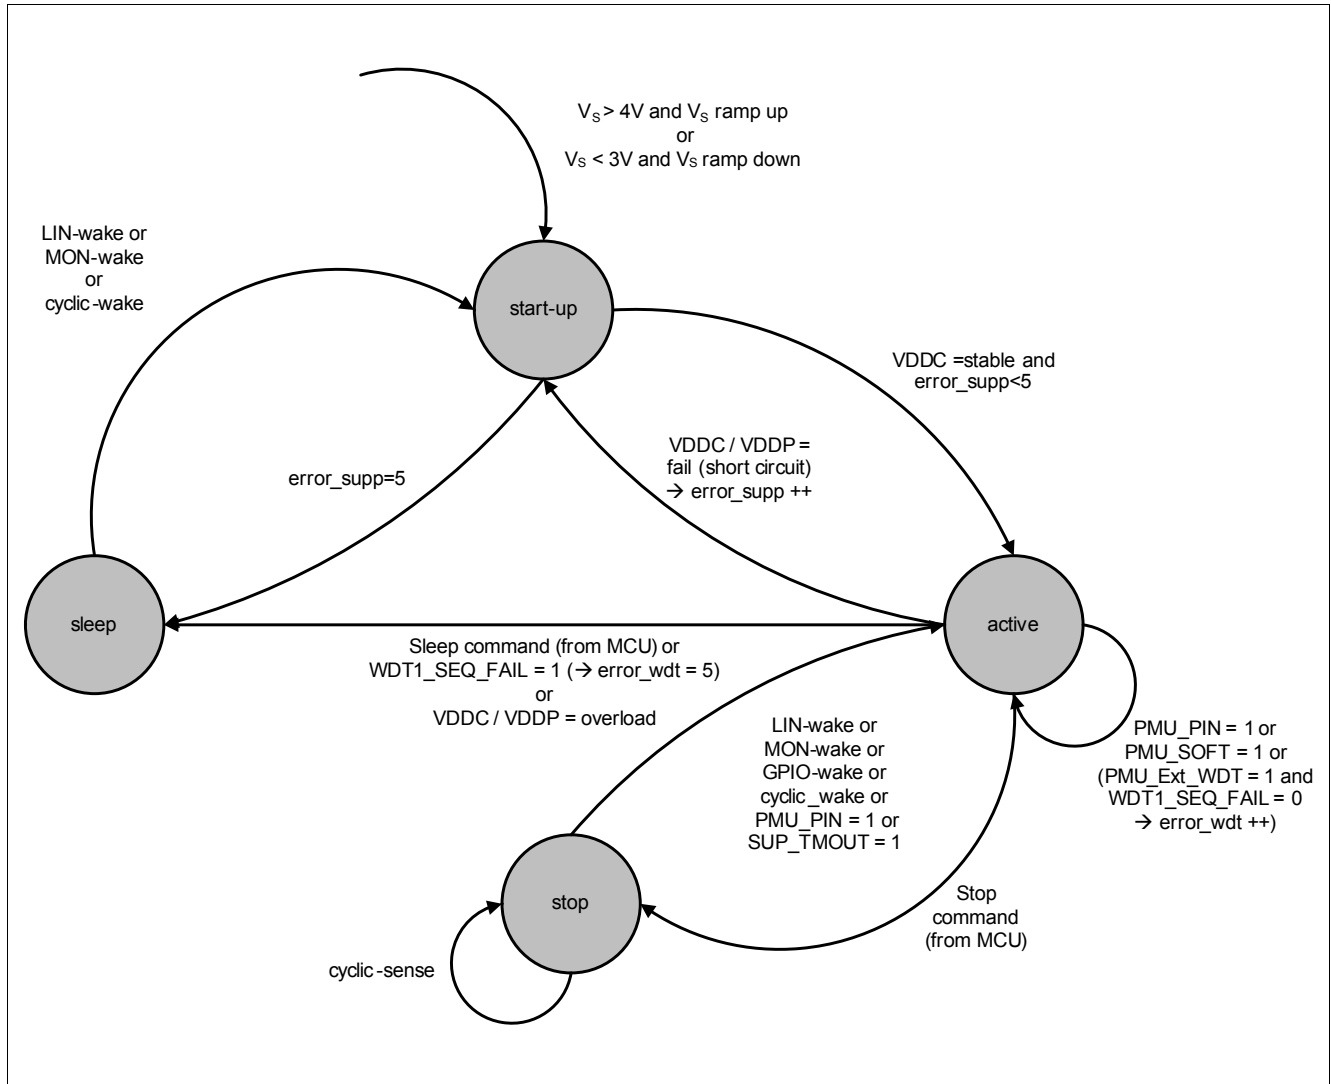 V_S > 4V and V_S ramp up
or
V_S < 3V and V_S ramp down
LIN-wake or
MON-wake
or
cyclic-wake
start-up
VDDC =stable and
error_supp<5
VDDC / VDDP =
fail (short circuit)
→ error_supp ++
error_supp=5
sleep
active
Sleep command (from MCU) or
WDT1_SEQ_FAIL = 1 (→ error_wdt = 5)
or
VDDC / VDDP = overload
LIN-wake or
MON-wake or
GPIO-wake or
cyclic_wake or
PMU_PIN = 1 or
SUP_TMOUT = 1
PMU_PIN = 1 or
PMU_SOFT = 1 or
(PMU_Ext_WDT = 1 and
WDT1_SEQ_FAIL = 0
→ error_wdt ++)
stop
Stop
command
(from MCU)
cyclic-sense